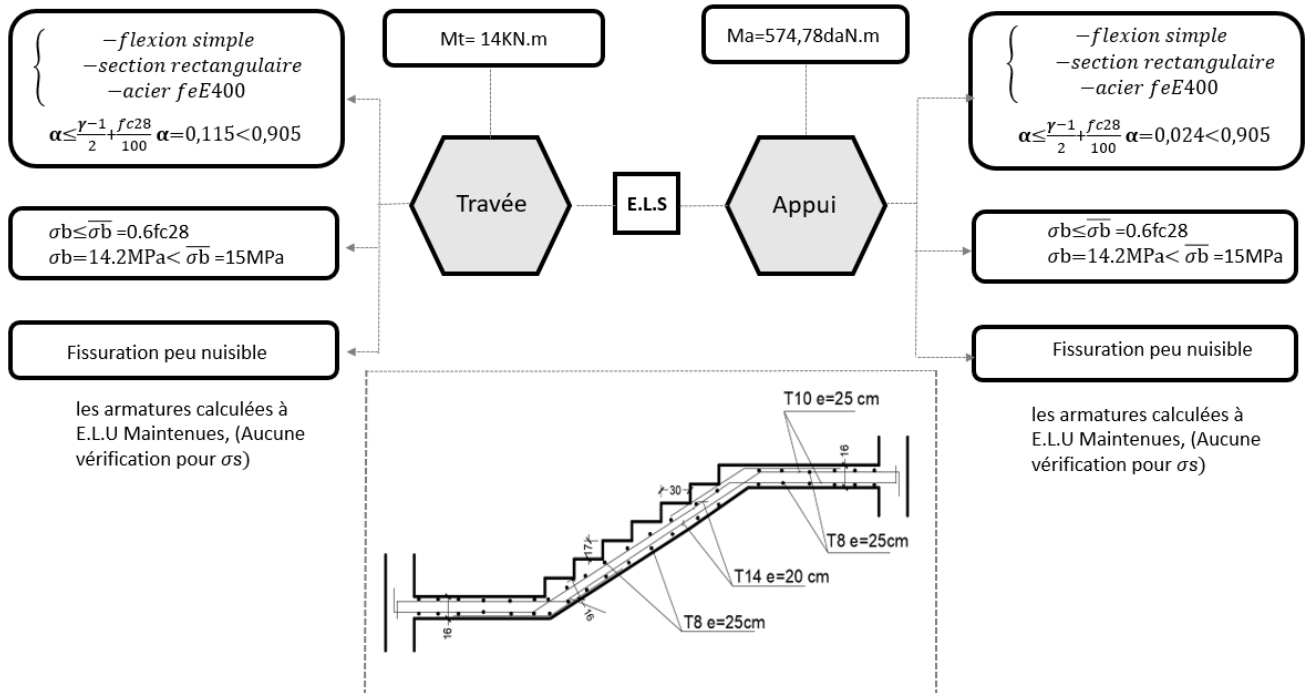 −flexion simple
−section rectangulaire
−acier feE400
α≤γ−1/2+fc28/100 α=0,115<0,905
Mt= 14KN.m
Ma=574,78daN.m
−flexion simple
−section rectangulaire
−acier feE400
α≤γ−1/2+fc28/100 α=0,024<0,905
Travée
E.L.S
Appui
σb≤σb̅ =0.6fc28
σb=14.2MPa< σb̅ =15MPa
σb≤σb̅ =0.6fc28
σb=14.2MPa< σb̅ =15MPa
Fissuration peu nuisible
Fissuration peu nuisible
les armatures calculées à
E.L.U Maintenues, (Aucune
vérification pour σs)
les armatures calculées à
E.L.U Maintenues, (Aucune
vérification pour σs)
T10 e=25 cm
16
30
17
T8 e=25cm
T14 e=20 cm
16
16
T8 e=25cm